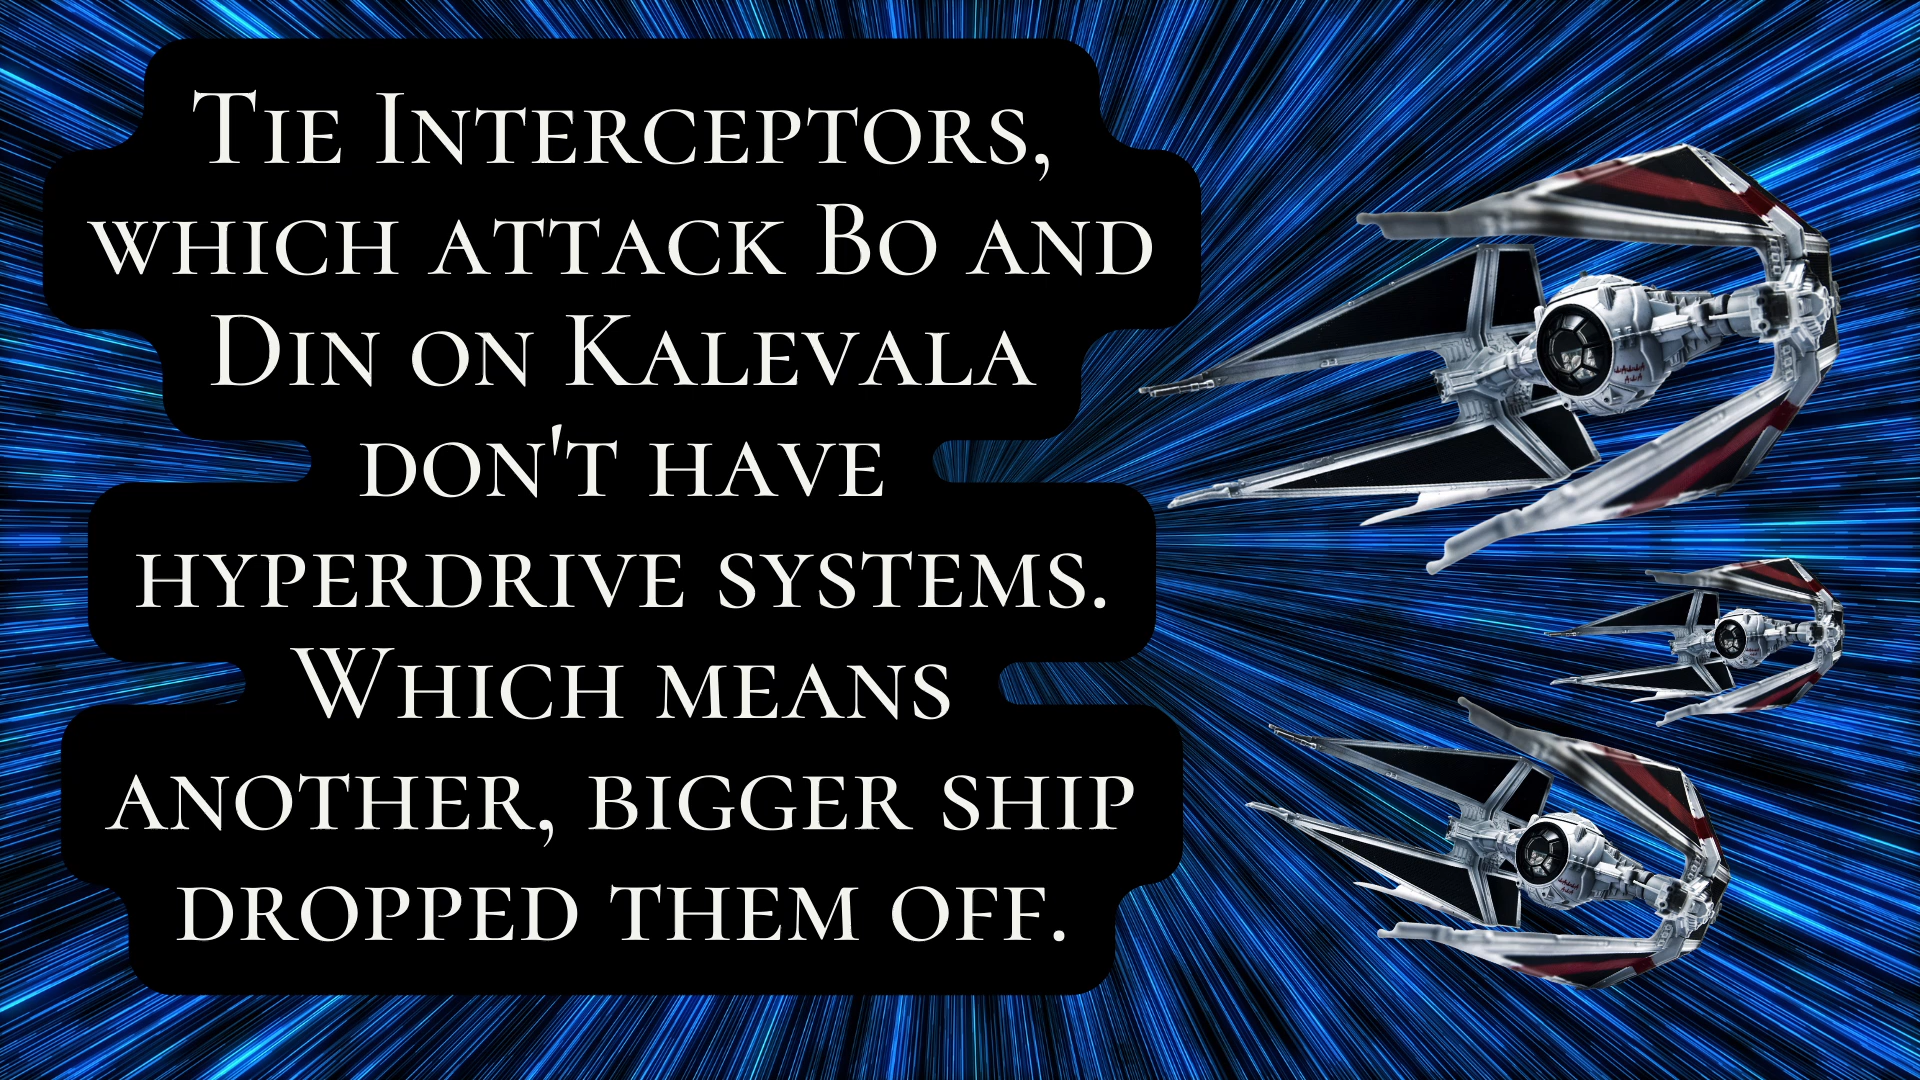 Tie Interceptors,
which attack Bo and
Din on Kalevala
don't have
hyperdrive systems.
Which means
another, bigger ship
dropped them off.